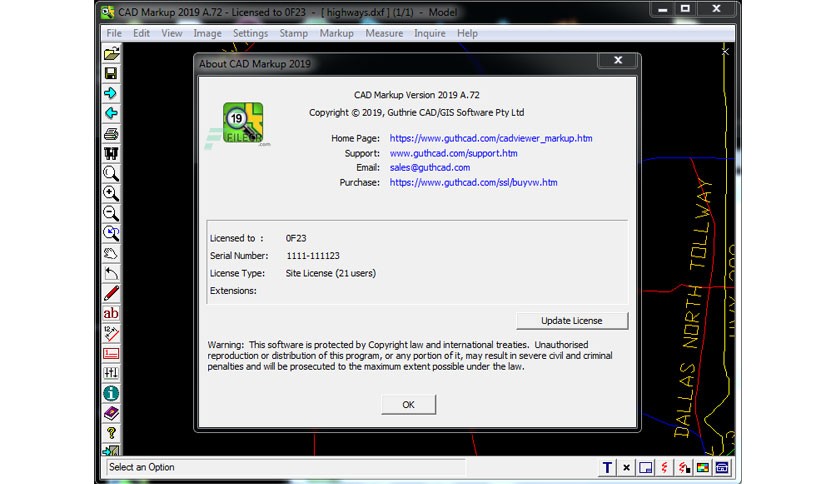 CAD Markup 2019 A.72 - Licensed to 0F23 - [ highways.dxf ] (1/1) - Model
File Edit View Image Settings Stamp Markup Measure Inquire Help
About CAD Markup 2019
CAD Markup Version 2019 A.72
Copyright © 2019, Guthrie CAD/GIS Software Pty Ltd
19
FILECR
.com
Home Page: https://www.guthcad.com/cadviewer_markup.htm
Support: www.guthcad.com/support.htm
Email: sales@guthcad.com
Purchase: https://www.guthcad.com/ssl/buyvw.htm
Licensed to : 0F23
Serial Number: 1111-111123
License Type: Site License (21 users)
Extensions:
Update License
Warning: This software is protected by Copyright law and international treaties. Unauthorised
reproduction or distribution of this program, or any portion of it, may result in severe civil and criminal
penalties and will be prosecuted to the maximum extent possible under the law.
OK
ab
DALLAS NORTH TOLLWAY
Select an Option
T